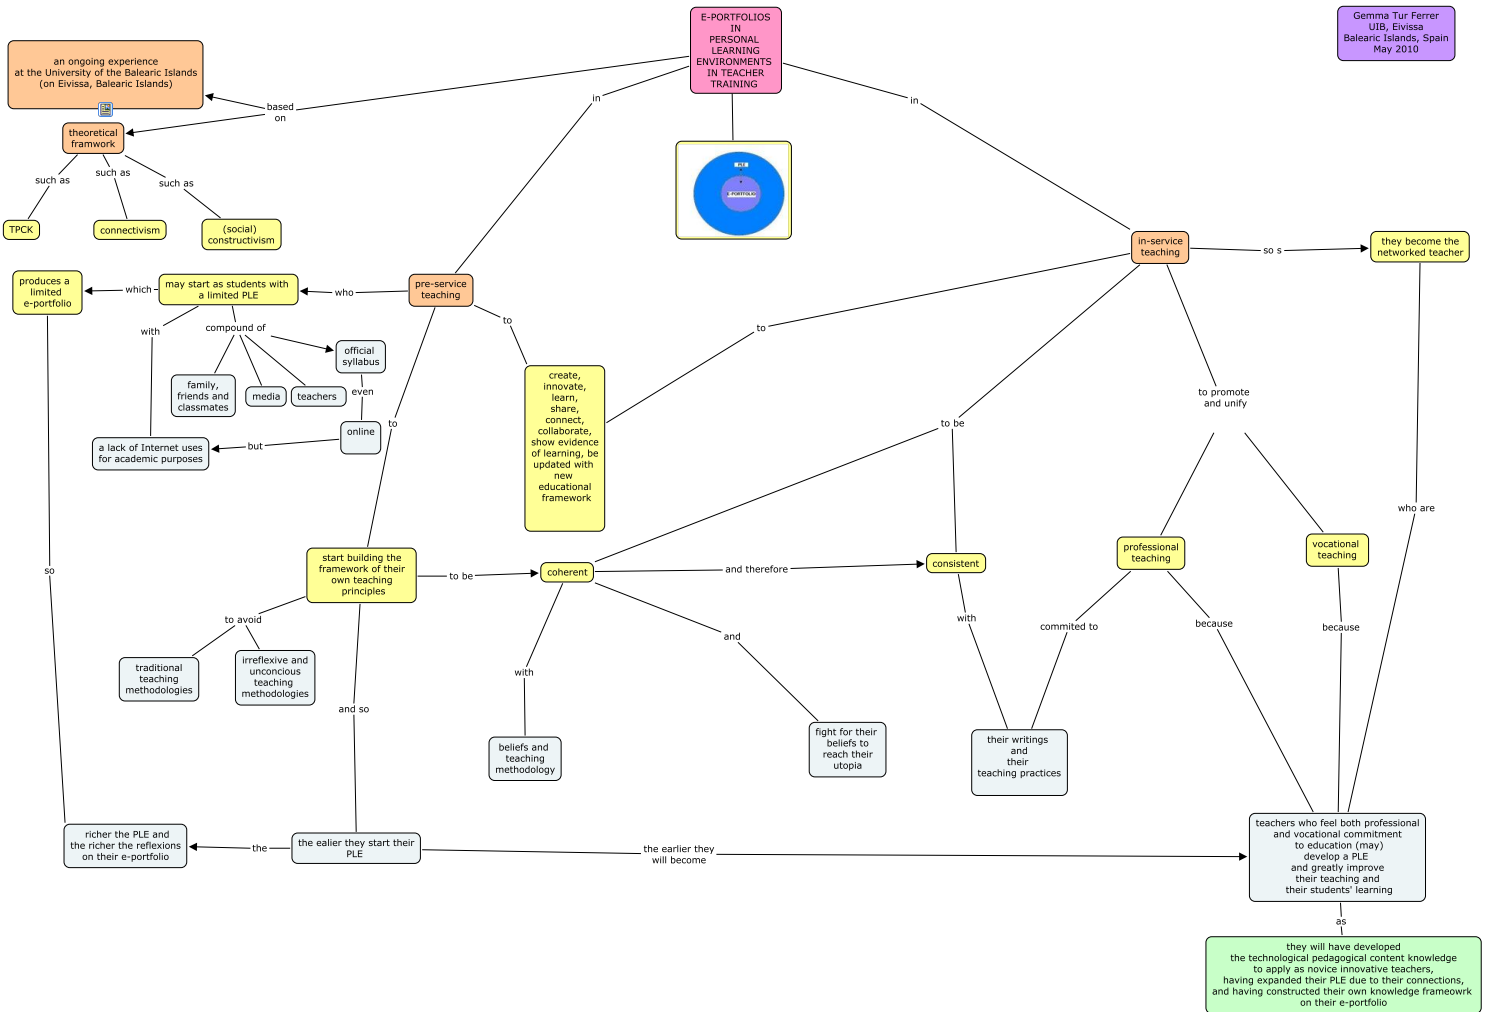 E-PORTFOLIOS
IN
PERSONAL
LEARNING
ENVIRONMENTS
IN TEACHER
TRAINING
Gemma Tur Ferrer
UIB, Eivissa
Balearic Islands, Spain
May 2010
an ongoing experience
at the University of the Balearic Islands
(on Eivissa, Balearic Islands)
based
on
in
in
theoretical
framwork
such as
such as
such as
TPCK
connectivism
(social)
constructivism
PLE
E-PORTFOLIO
in-service
teaching
so s
they become the
networked teacher
produces a
limited
e-portfolio
which
may start as students with
a limited PLE
who
pre-service
teaching
with
compound of
to
to
official
syllabus
family,
friends and
classmates
media
teachers
even
online
but
a lack of Internet uses
for academic purposes
to
create,
innovate,
learn,
share,
connect,
collaborate,
show evidence
of learning, be
updated with
new
educational
framework
to be
to promote
and unify
who are
so
start building the
framework of their
own teaching
principles
to be
coherent
and therefore
consistent
professional
teaching
vocational
teaching
to avoid
traditional
teaching
methodologies
irreflexive and
unconcious
teaching
methodologies
and so
with
and
with
commited to
because
because
beliefs and
teaching
methodology
fight for their
beliefs to
reach their
utopia
their writings
and
their
teaching practices
richer the PLE and
the richer the reflexions
on their e-portfolio
the
the ealier they start their
PLE
the earlier they
will become
teachers who feel both professional
and vocational commitment
to education (may)
develop a PLE
and greatly improve
their teaching and
their students' learning
as
they will have developed
the technological pedagogical content knowledge
to apply as novice innovative teachers,
having expanded their PLE due to their connections,
and having constructed their own knowledge frameowrk
on their e-portfolio